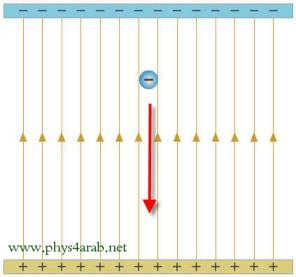 − − − − − − − − − − − − − −
−
www.phys4arab.net
+ + + + + + + + + + + + + +